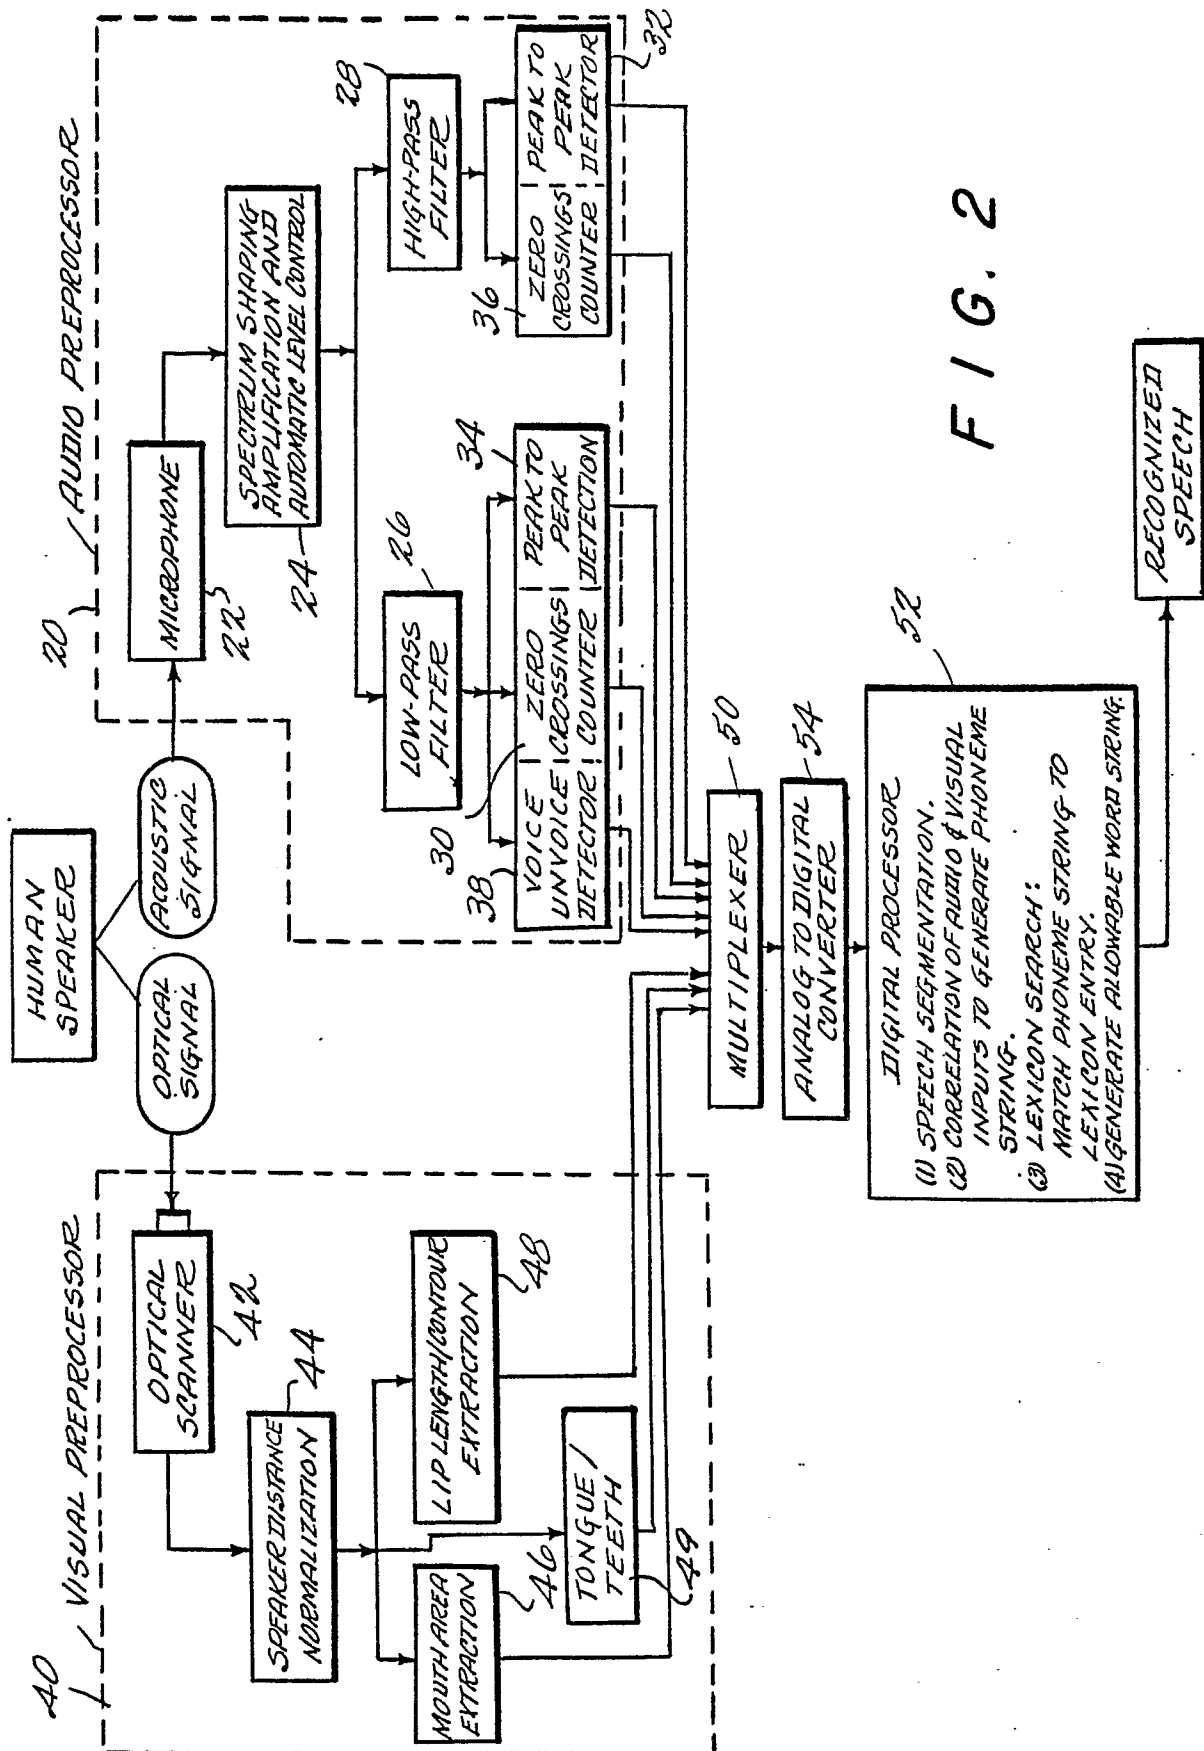 HUMAN
SPEAKER
OPTICAL
SIGNAL
ACOUSTIC
SIGNAL
40
VISUAL PREPROCESSOR
OPTICAL
SCANNER
42
SPEAKER DISTANCE
NORMALIZATION
44
MOUTH AREA
EXTRACTION
46
LIP LENGTH/CONTOUR
EXTRACTION
48
TONGUE /
TEETH
49
20
AUDIO PREPROCESSOR
MICROPHONE
22
SPECTRUM SHAPING
AMPLIFICATION AND
AUTOMATIC LEVEL CONTROL
24
LOW-PASS
FILTER
26
HIGH-PASS
FILTER
28
38
VOICE
UNVOICE
DETECTOR
30
ZERO
CROSSINGS
COUNTER
34
PEAK TO
PEAK
DETECTION
36
ZERO
CROSSINGS
COUNTER
PEAK TO
PEAK
DETECTOR
32
MULTIPLEXER
50
ANALOG TO DIGITAL
CONVERTER
54
DIGITAL PROCESSOR
(1) SPEECH SEGMENTATION.
(2) CORRELATION OF AUDIO & VISUAL
INPUTS TO GENERATE PHONEME
STRING.
(3) LEXICON SEARCH:
MATCH PHONEME STRING TO
LEXICON ENTRY.
(4) GENERATE ALLOWABLE WORD STRING.
52
RECOGNIZED
SPEECH
FIG. 2